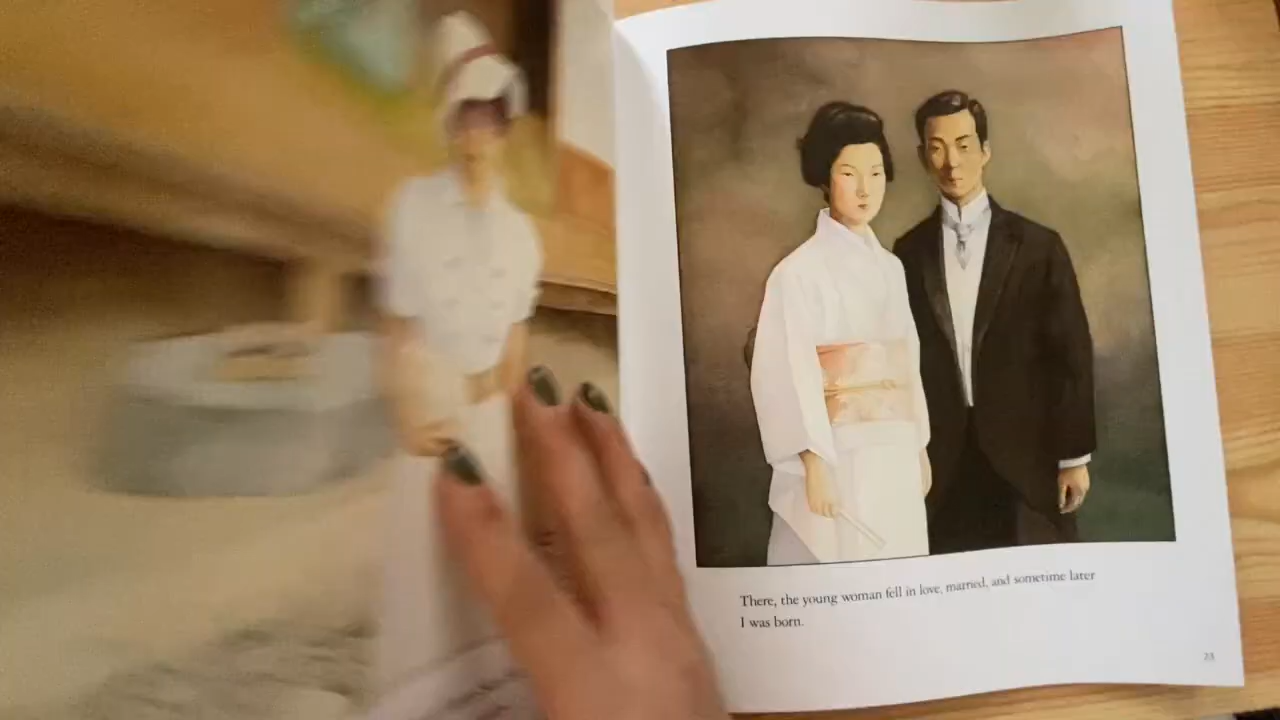 There, the young woman fell in love, married, and sometime later
I was born.
23